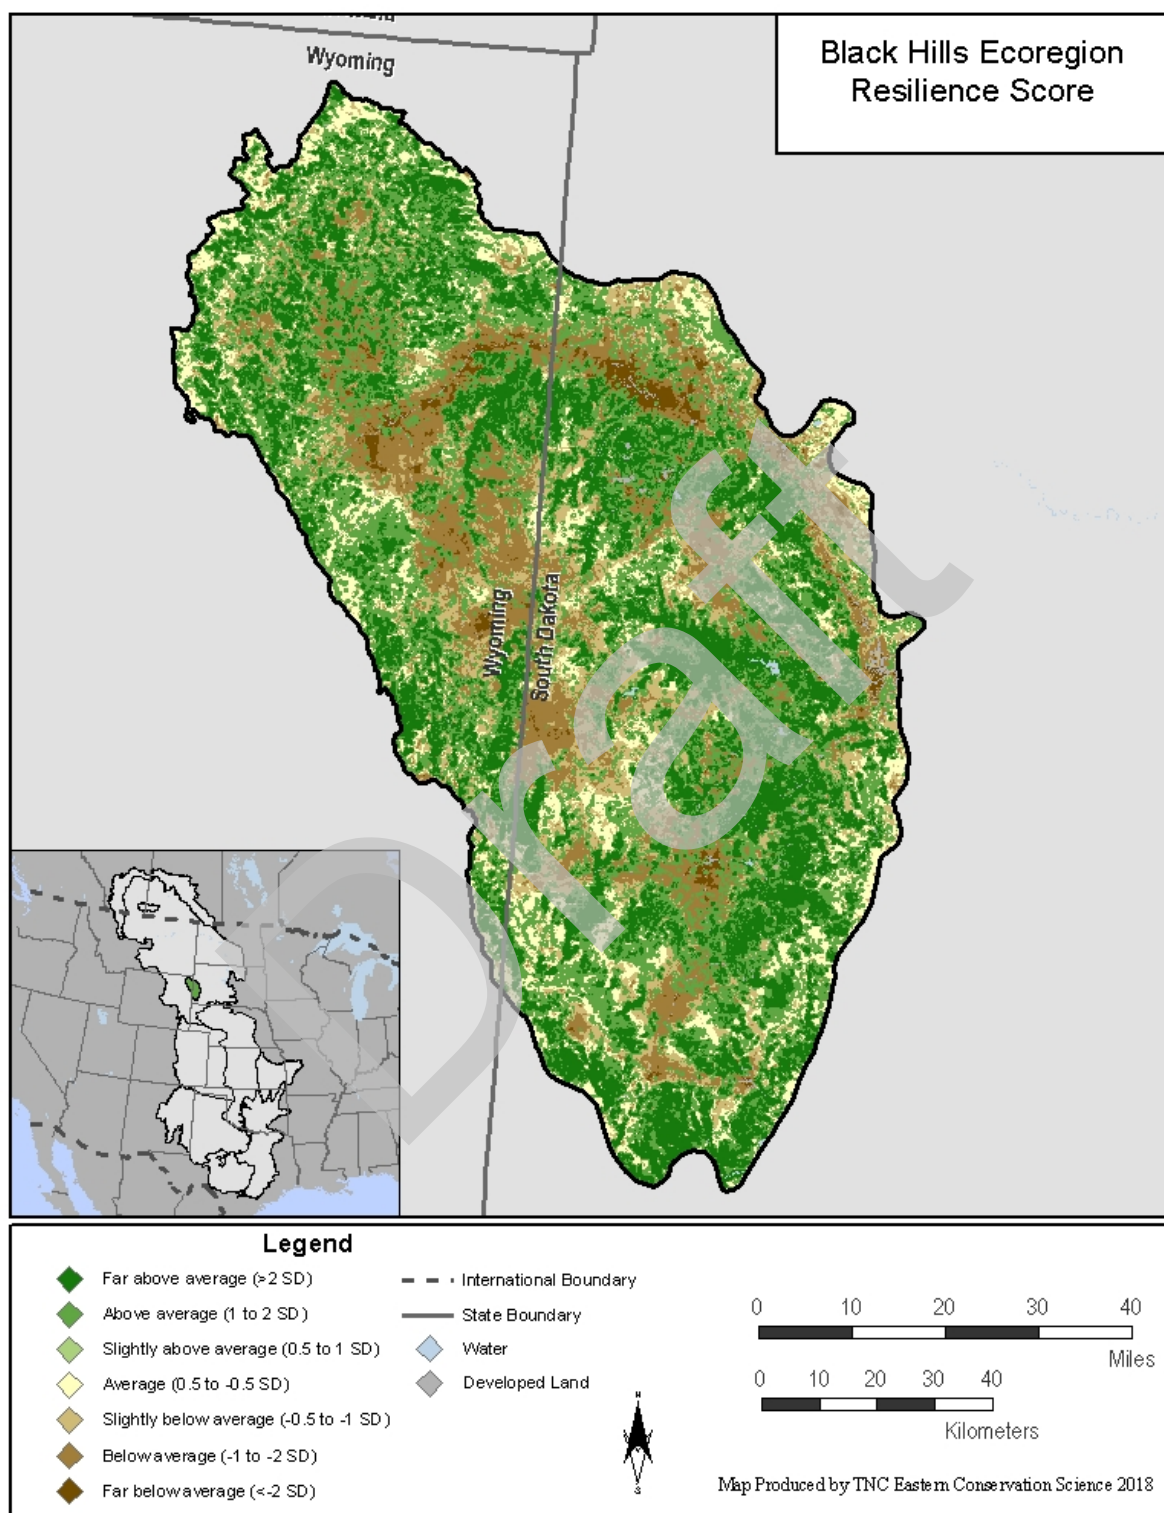 Black Hills Ecoregion
Resilience Score
Wyoming
Wyoming
South Dakota
Draft
Legend
Far above average (>2 SD)
Above average (1 to 2 SD)
Slightly above average (0.5 to 1 SD)
Average (0.5 to -0.5 SD)
Slightly below average (-0.5 to -1 SD)
Below average (-1 to -2 SD)
Far below average (<-2 SD)
International Boundary
State Boundary
Water
Developed Land
N
S
0 10 20 30 40
Miles
0 10 20 30 40
Kilometers
Map Produced by TNC Eastern Conservation Science 2018